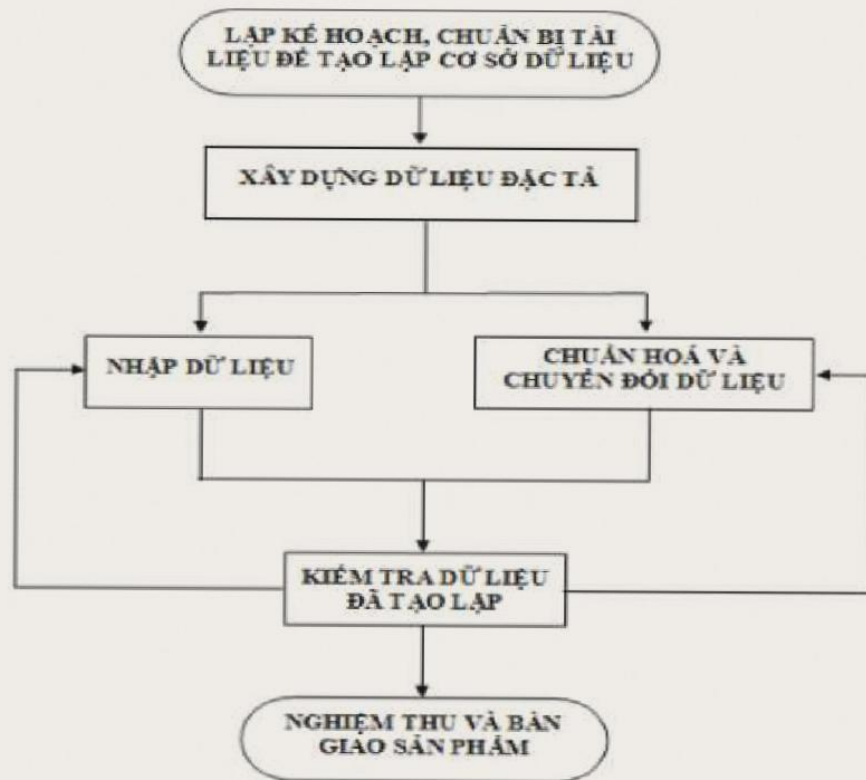 LẬP KẾ HOẠCH, CHUẨN BỊ TÀI
LIỆU ĐỂ TẠO LẬP CƠ SỞ DỮ LIỆU
XÂY DỰNG DỮ LIỆU ĐẶC TẢ
NHẬP DỮ LIỆU
CHUẨN HOÁ VÀ
CHUYỂN ĐỔI DỮ LIỆU
KIỂM TRA DỮ LIỆU
ĐÃ TẠO LẬP
NGHIỆM THU VÀ BÀN
GIAO SẢN PHẨM